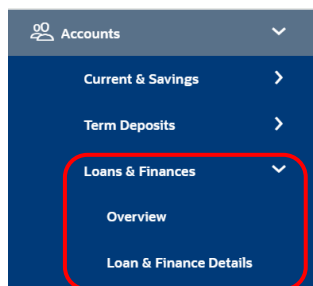 Accounts
Current & Savings
Term Deposits
Loans & Finances
Overview
Loan & Finance Details